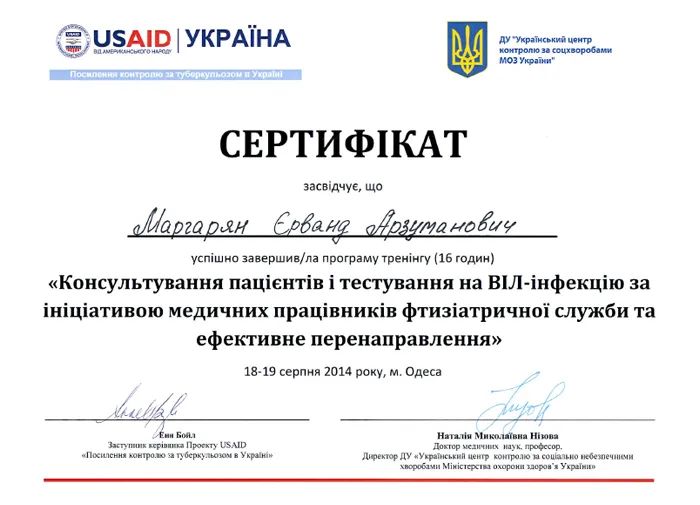 USAID | УКРАЇНА
ВІД АМЕРИКАНСЬКОГО НАРОДУ
Посилення контролю за туберкульозом в Україні
ДУ "Український центр
контролю за соцхворобами
МОЗ України"
СЕРТИФІКАТ
засвідчує, що
Маргарян Єрванд Арзуманович
успішно завершив/ла програму тренінгу (16 годин)
«Консультування пацієнтів і тестування на ВІЛ-інфекцію за
ініціативою медичних працівників фтизіатричної служби та
ефективне перенаправлення»
18-19 серпня 2014 року, м. Одеса
Еня Бойл
Заступник керівника Проекту USAID
«Посилення контролю за туберкульозом в Україні»
Наталія Миколаївна Нізова
Доктор медичних наук, професор,
Директор ДУ «Український центр контролю за соціально небезпечними
хворобами Міністерства охорони здоров'я України»